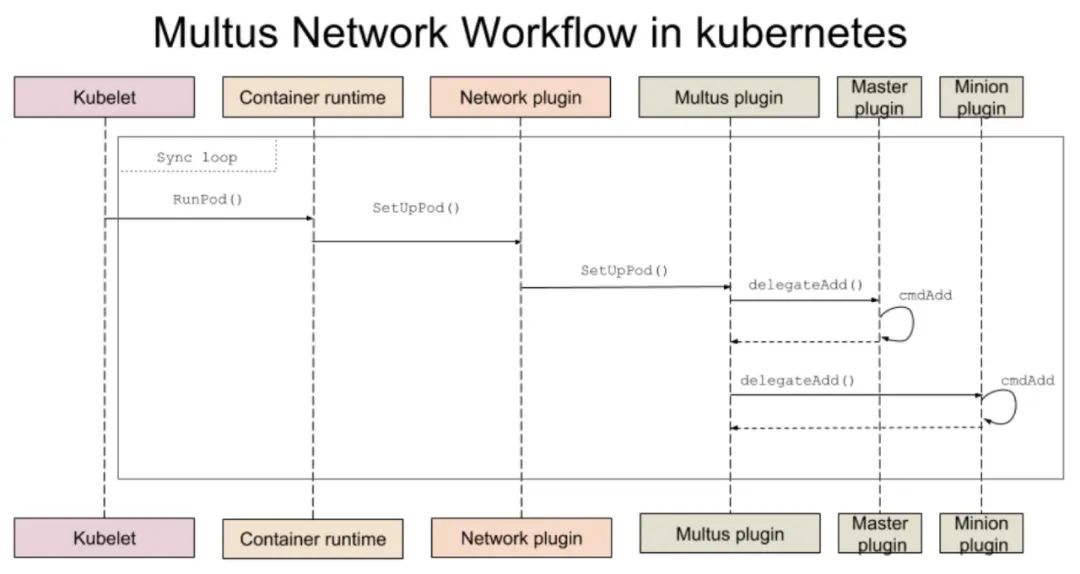 Multus Network Workflow in kubernetes
Kubelet
Container runtime
Network plugin
Multus plugin
Master
plugin
Minion
plugin
Sync loop
RunPod()
SetUpPod()
SetUpPod()
delegateAdd()
cmdAdd
delegateAdd()
cmdAdd
Kubelet
Container runtime
Network plugin
Multus plugin
Master
plugin
Minion
plugin